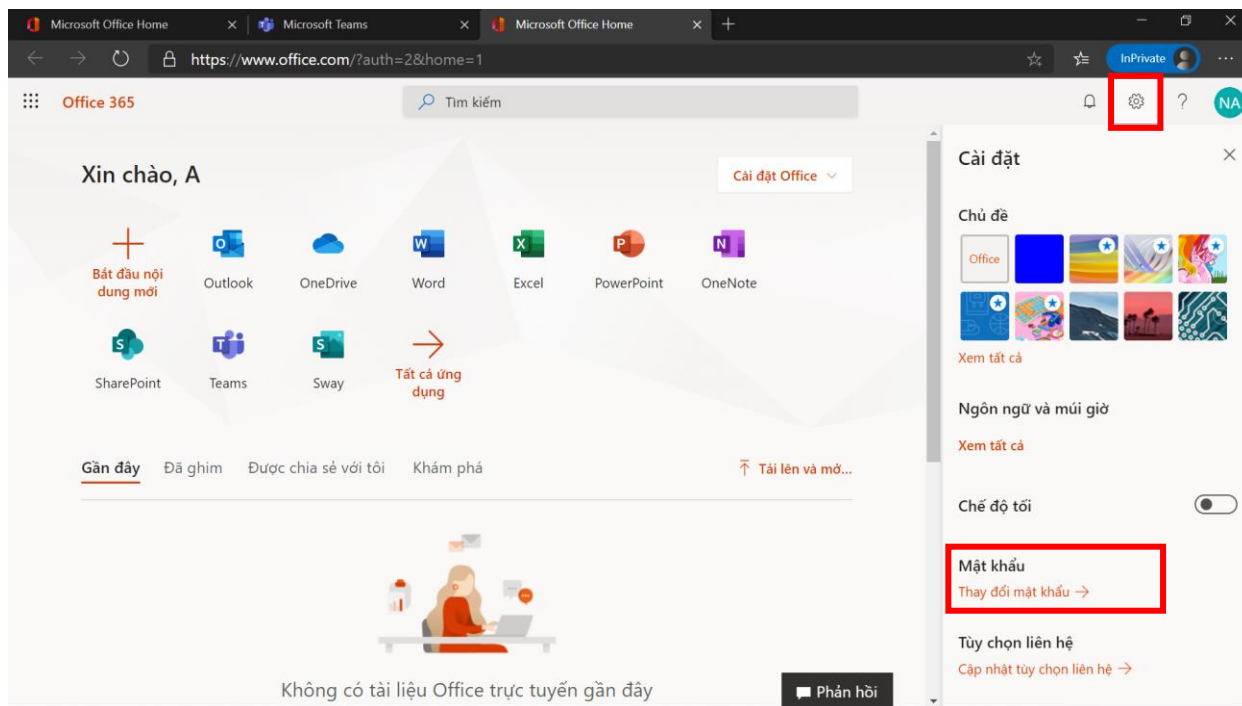 Microsoft Office Home
Microsoft Teams
Microsoft Office Home
https://www.office.com/?auth=2&home=1
InPrivate
Office 365
Tìm kiếm
NA
Xin chào, A
Cài đặt Office
Bắt đầu nội
dung mới
Outlook
OneDrive
Word
Excel
PowerPoint
OneNote
SharePoint
Teams
Sway
Tất cả ứng
dụng
Gần đây
Đã ghim
Được chia sẻ với tôi
Khám phá
Tải lên và mở...
Không có tài liệu Office trực tuyến gần đây
Phản hồi
Cài đặt
Chủ đề
Office
Xem tất cả
Ngôn ngữ và múi giờ
Xem tất cả
Chế độ tối
Mật khẩu
Thay đổi mật khẩu →
Tùy chọn liên hệ
Cập nhật tùy chọn liên hệ →